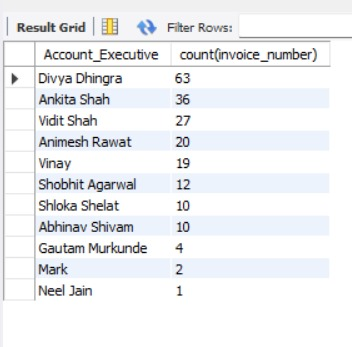 Result Grid Filter Rows:
Account_Executive count(invoice_number)
Divya Dhingra 63
Ankita Shah 36
Vidit Shah 27
Animesh Rawat 20
Vinay 19
Shobhit Agarwal 12
Shloka Shelat 10
Abhinav Shivam 10
Gautam Murkunde 4
Mark 2
Neel Jain 1